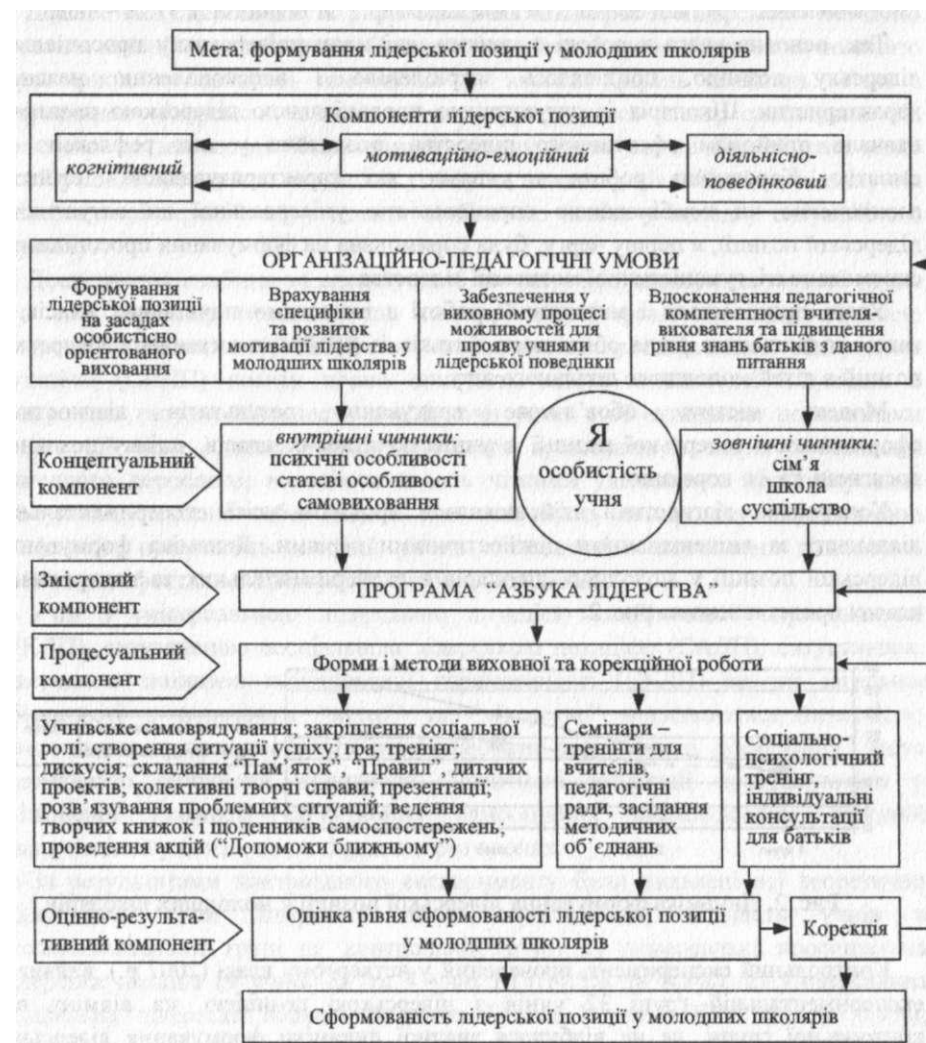 Мета: формування лідерської позиції у молодших школярів
Компоненти лідерської позиції
когнітивний
мотиваційно-емоційний
діяльнісно-
поведінковий
ОРГАНІЗАЦІЙНО-ПЕДАГОГІЧНІ УМОВИ
Формування
лідерської позиції
на засадах
особистісно
орієнтованого
виховання
Врахування
специфіки
та розвиток
мотивації лідерства у
молодших школярів
Забезпечення у
виховному процесі
можливостей для
прояву учнями
лідерської поведінки
Вдосконалення педагогічної
компетентності вчителя-
вихователя та підвищення
рівня знань батьків з даного
питання
Концептуальний
компонент
внутрішні чинники:
психічні особливості
статеві особливості
самовиховання
Я
особистість
учня
зовнішні чинники:
сім᾽я
школа
суспільство
Змістовий
компонент
ПРОГРАМА “АЗБУКА ЛІДЕРСТВА”
Процесуальний
компонент
Форми і методи виховної та корекційної роботи
Учнівське самоврядування; закріплення соціальної
ролі; створення ситуації успіху; гра; тренінг;
дискусія; складання “Пам᾽яток”, “Правил”, дитячих
проектів; колективні творчі справи; презентації;
розв᾽язування проблемних ситуацій; ведення
творчих книжок і щоденників самоспостережень;
проведення акцій (“Допоможи ближньому”)
Семінари –
тренінги для
вчителів,
педагогічні
ради, засідання
методичних
об᾽єднань
Соціально-
психологічний
тренінг,
індивідуальні
консультації
для батьків
Оцінно-результа-
тивний компонент
Оцінка рівня сформованості лідерської позиції
у молодших школярів
Корекція
Сформованість лідерської позиції у молодших школярів